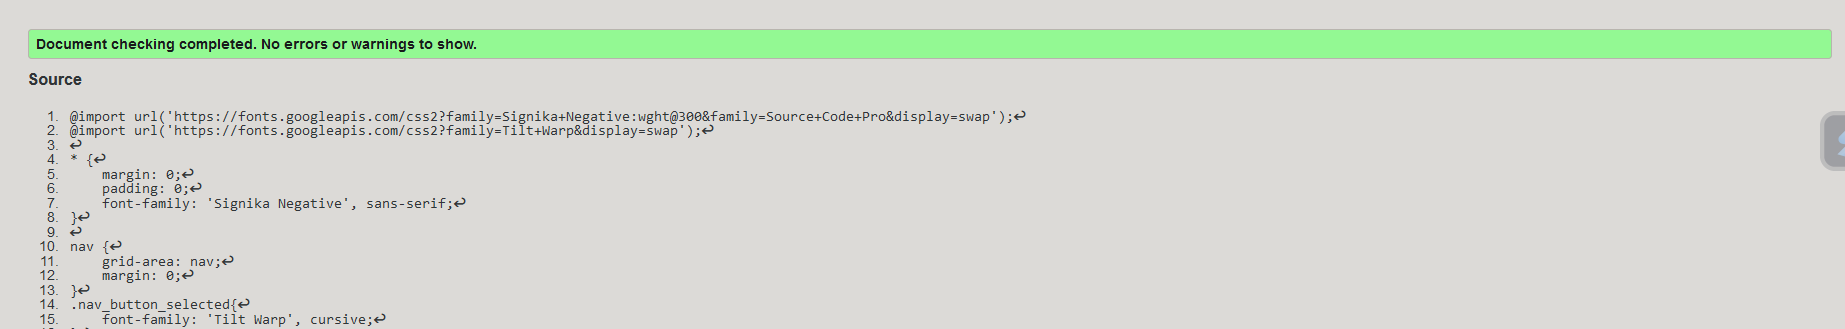 Document checking completed. No errors or warnings to show.
Source
1. @import url('https://fonts.googleapis.com/css2?family=Signika+Negative:wght@300&family=Source+Code+Pro&display=swap');↩
2. @import url('https://fonts.googleapis.com/css2?family=Tilt+Warp&display=swap');↩
3. ↩
4. * {↩
5.     margin: 0;↩
6.     padding: 0;↩
7.     font-family: 'Signika Negative', sans-serif;↩
8. }↩
9. ↩
10. nav {↩
11.     grid-area: nav;↩
12.     margin: 0;↩
13. }↩
14. .nav_button_selected{↩
15.     font-family: 'Tilt Warp', cursive;↩